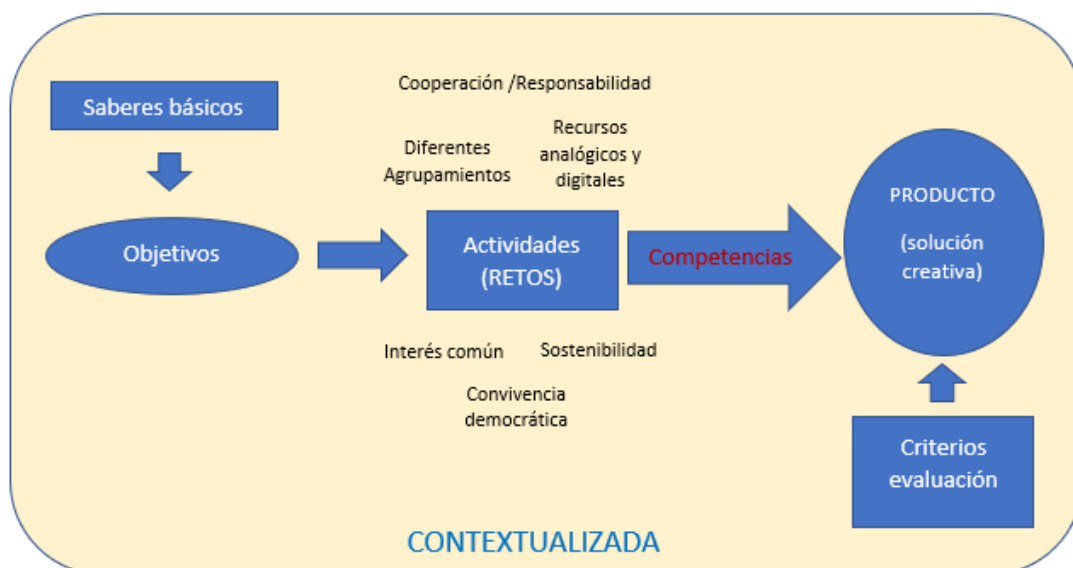 Saberes básicos
Cooperación /Responsabilidad
Diferentes
Agrupamientos
Recursos
analógicos y
digitales
Objetivos
Actividades
(RETOS)
Competencias
PRODUCTO
(solución
creativa)
Interés común
Sostenibilidad
Convivencia
democrática
Criterios
evaluación
CONTEXTUALIZADA